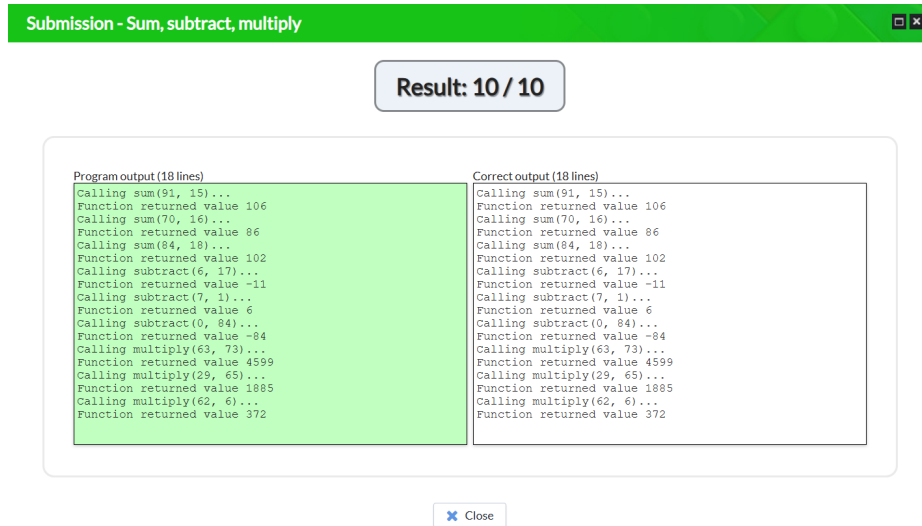 Submission - Sum, subtract, multiply
Result: 10 / 10
Program output (18 lines)
Calling sum(91, 15)...
Function returned value 106
Calling sum(70, 16)...
Function returned value 86
Calling sum(84, 18)...
Function returned value 102
Calling subtract(6, 17)...
Function returned value -11
Calling subtract(7, 1)...
Function returned value 6
Calling subtract(0, 84)...
Function returned value -84
Calling multiply(63, 73)...
Function returned value 4599
Calling multiply(29, 65)...
Function returned value 1885
Calling multiply(62, 6)...
Function returned value 372
Correct output (18 lines)
Calling sum(91, 15)...
Function returned value 106
Calling sum(70, 16)...
Function returned value 86
Calling sum(84, 18)...
Function returned value 102
Calling subtract(6, 17)...
Function returned value -11
Calling subtract(7, 1)...
Function returned value 6
Calling subtract(0, 84)...
Function returned value -84
Calling multiply(63, 73)...
Function returned value 4599
Calling multiply(29, 65)...
Function returned value 1885
Calling multiply(62, 6)...
Function returned value 372
Close